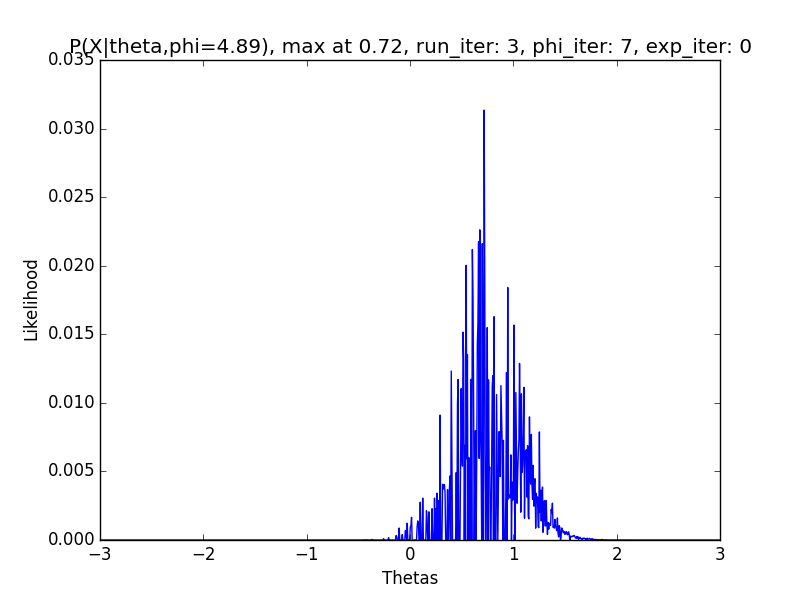 P(X|theta,phi=4.89), max at 0.72, run_iter: 3, phi_iter: 7, exp_iter: 0
0.035
0.030
0.025
0.020
0.015
0.010
0.005
0.000
Likelihood
−3 −2 −1 0 1 2 3
Thetas